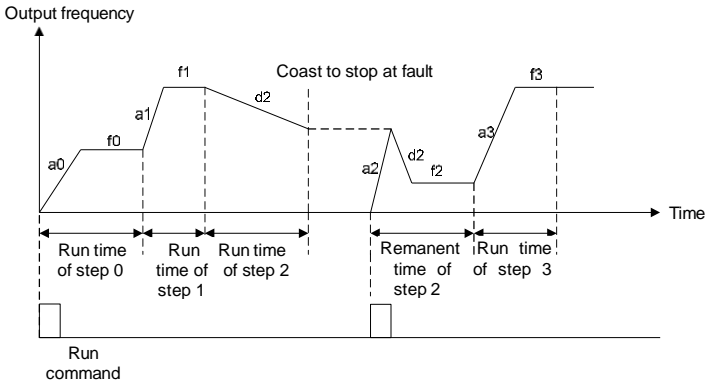 Output frequency
f1
Coast to stop at fault
f3
a1
d2
f0
a0
a2
d2
f2
a3
Time
Run time
of step 0
Run
time of
step 1
Run time
of step 2
Remanent
time of
step 2
Run time
of step 3
Run
command